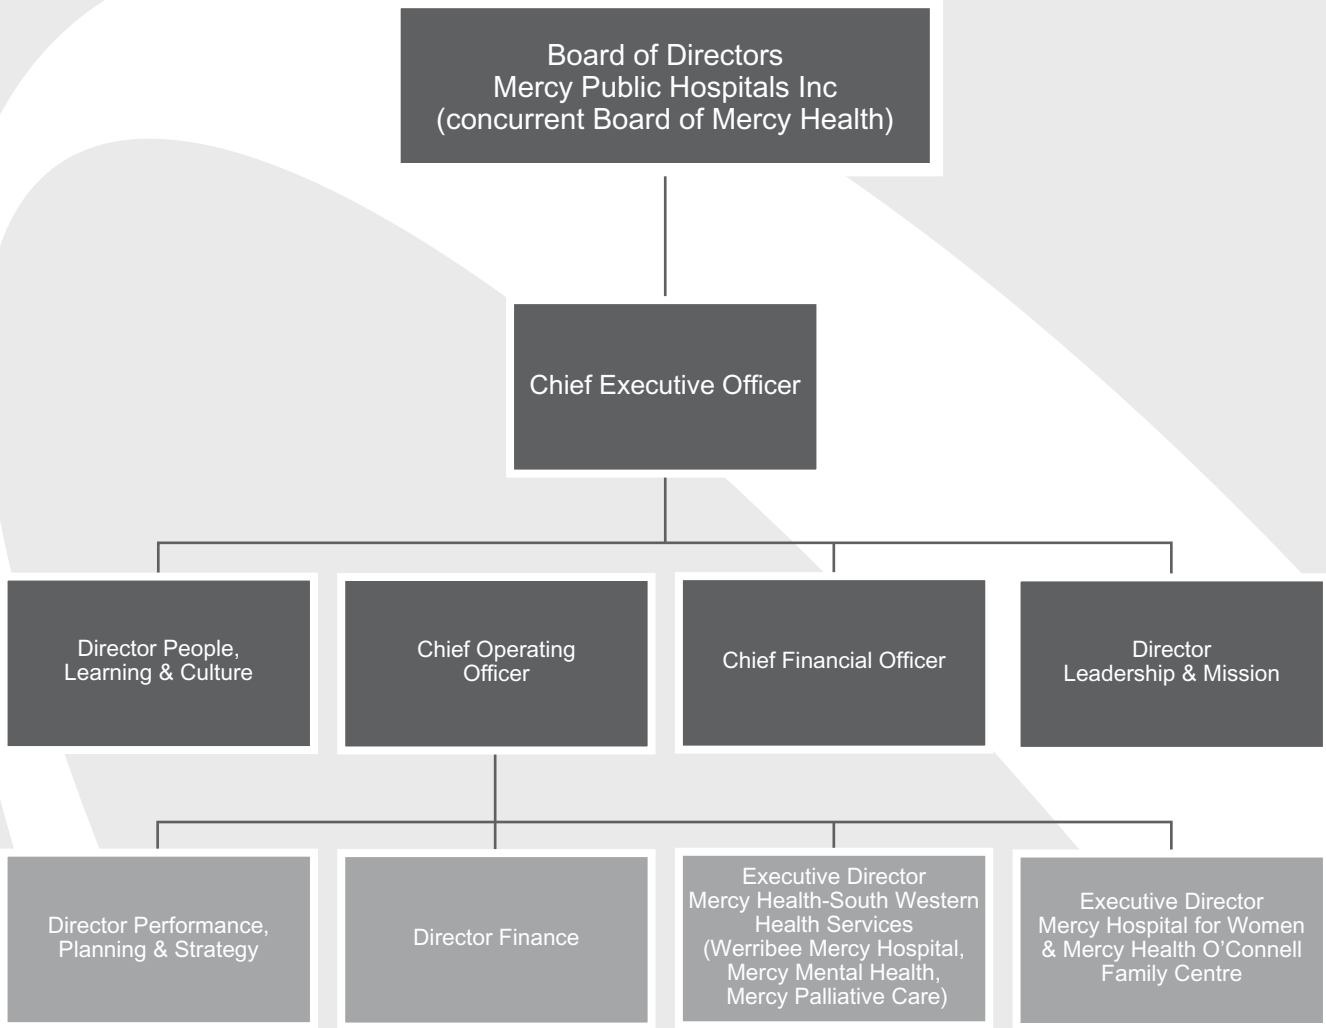 Board of Directors
Mercy Public Hospitals Inc
(concurrent Board of Mercy Health)
Chief Executive Officer
Director People,
Learning & Culture
Chief Operating
Officer
Chief Financial Officer
Director
Leadership & Mission
Director Performance,
Planning & Strategy
Director Finance
Executive Director
Mercy Health-South Western
Health Services
(Werribee Mercy Hospital,
Mercy Mental Health,
Mercy Palliative Care)
Executive Director
Mercy Hospital for Women
& Mercy Health O’Connell
Family Centre